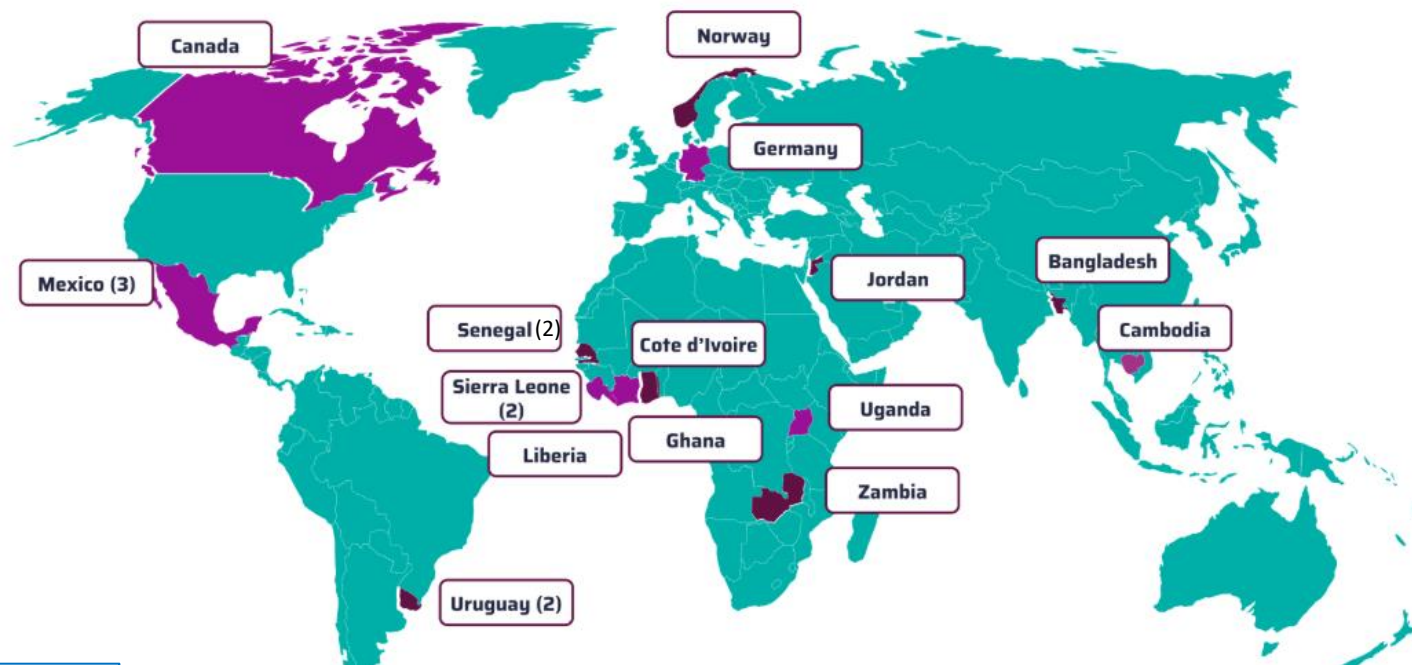 Canada
Norway
Germany
Mexico (3)
Jordan
Bangladesh
Senegal (2)
Cote d’Ivoire
Cambodia
Sierra Leone
(2)
Uganda
Ghana
Liberia
Zambia
Uruguay (2)